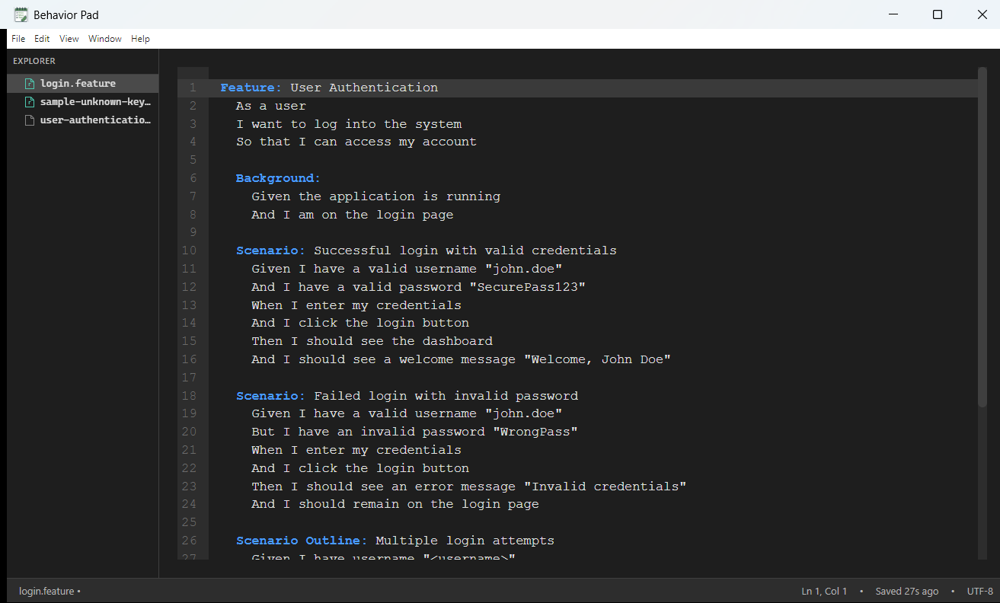 Behavior Pad
File Edit View Window Help
EXPLORER
login.feature
sample-unknown-key…
user-authenticatio…
1 Feature: User Authentication
2 As a user
3 I want to log into the system
4 So that I can access my account
5
6 Background:
7 Given the application is running
8 And I am on the login page
9
10 Scenario: Successful login with valid credentials
11 Given I have a valid username "john.doe"
12 And I have a valid password "SecurePass123"
13 When I enter my credentials
14 And I click the login button
15 Then I should see the dashboard
16 And I should see a welcome message "Welcome, John Doe"
17
18 Scenario: Failed login with invalid password
19 Given I have a valid username "john.doe"
20 But I have an invalid password "WrongPass"
21 When I enter my credentials
22 And I click the login button
23 Then I should see an error message "Invalid credentials"
24 And I should remain on the login page
25
26 Scenario Outline: Multiple login attempts
27 Given I have username "<username>"
login.feature • Ln 1, Col 1 • Saved 27s ago • UTF-8